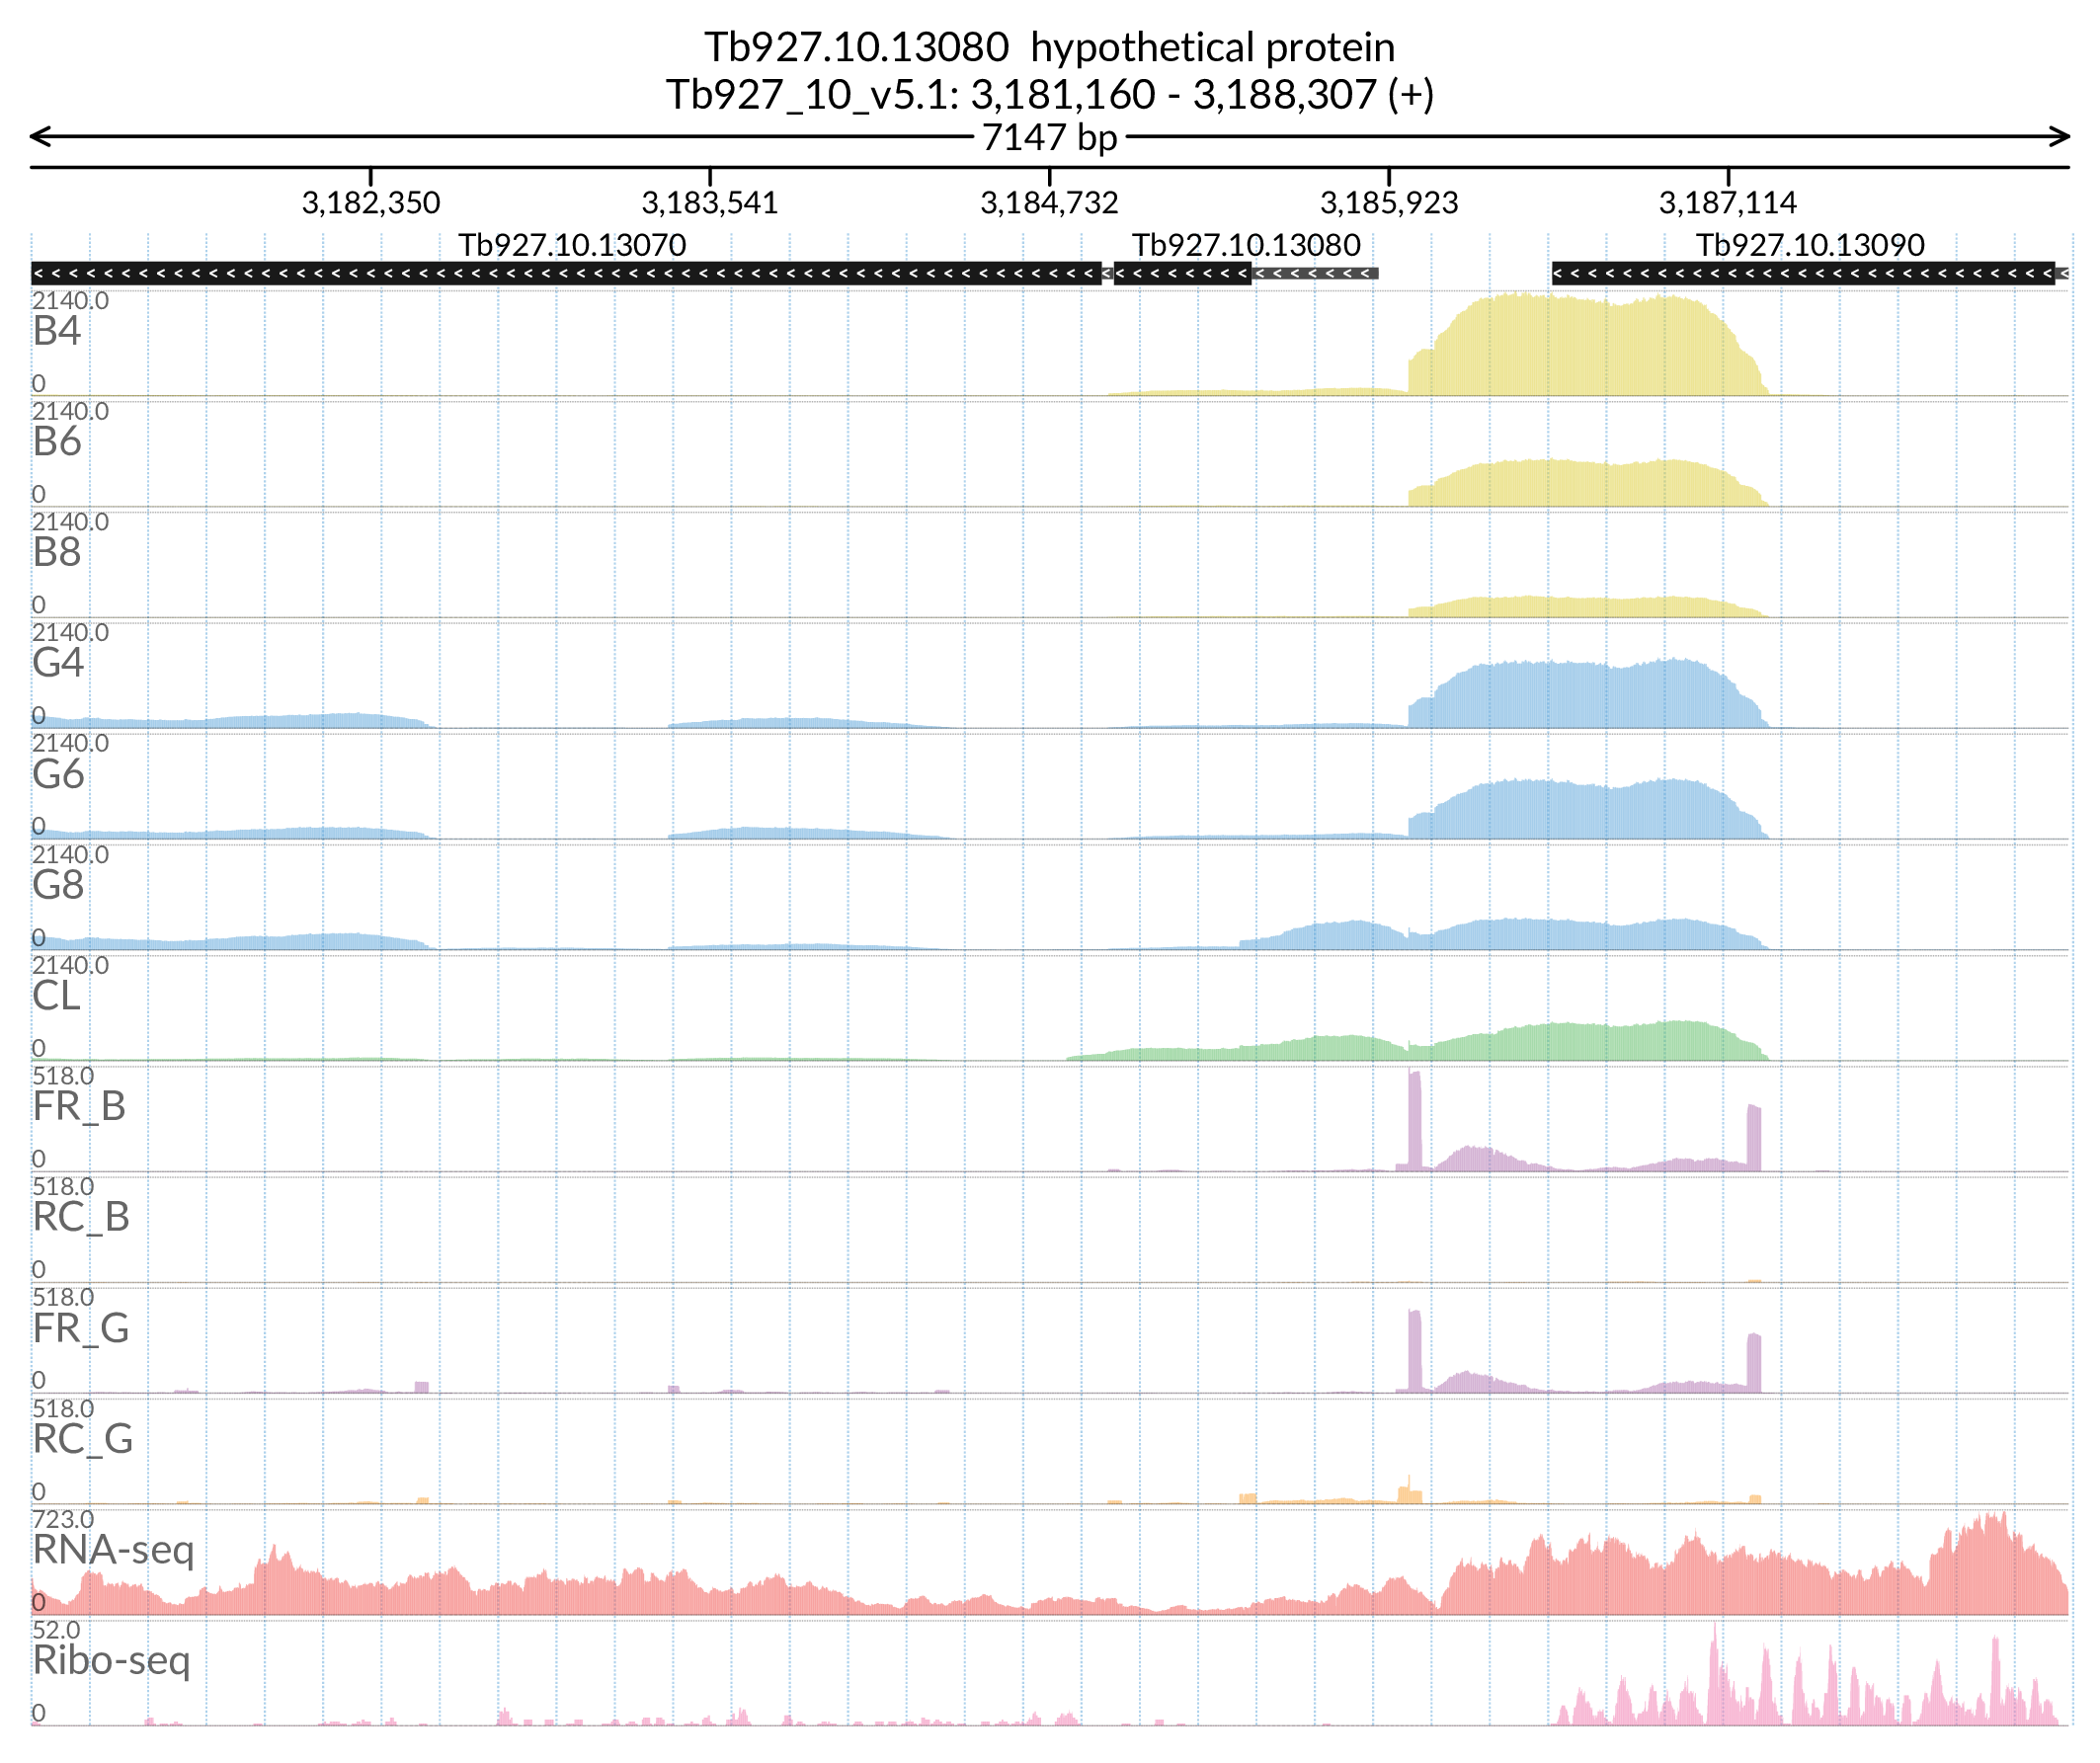 Tb927.10.13080 hypothetical protein
Tb927_10_v5.1: 3,181,160 - 3,188,307 (+)
7147 bp
3,182,350 3,183,541 3,184,732 3,185,923 3,187,114
Tb927.10.13070 Tb927.10.13080 Tb927.10.13090
2140.0
B4
0
2140.0
B6
0
2140.0
B8
0
2140.0
G4
0
2140.0
G6
0
2140.0
G8
0
2140.0
CL
0
518.0
FR_B
0
518.0
RC_B
0
518.0
FR_G
0
518.0
RC_G
0
723.0
RNA-seq
0
52.0
Ribo-seq
0